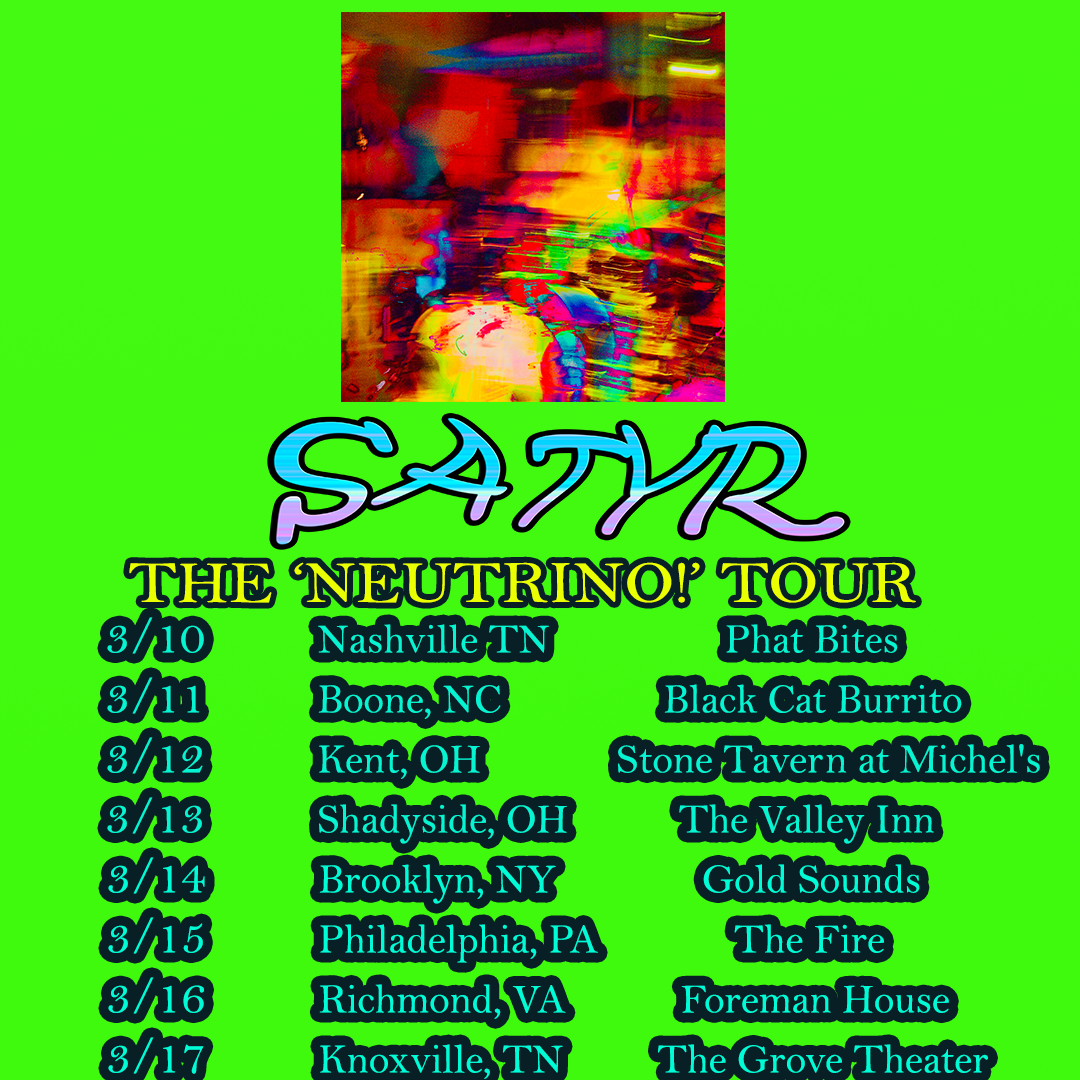 SATYR
THE ‘NEUTRINO!’ TOUR
3/10 Nashville TN Phat Bites
3/11 Boone, NC Black Cat Burrito
3/12 Kent, OH Stone Tavern at Michel's
3/13 Shadyside, OH The Valley Inn
3/14 Brooklyn, NY Gold Sounds
3/15 Philadelphia, PA The Fire
3/16 Richmond, VA Foreman House
3/17 Knoxville, TN The Grove Theater